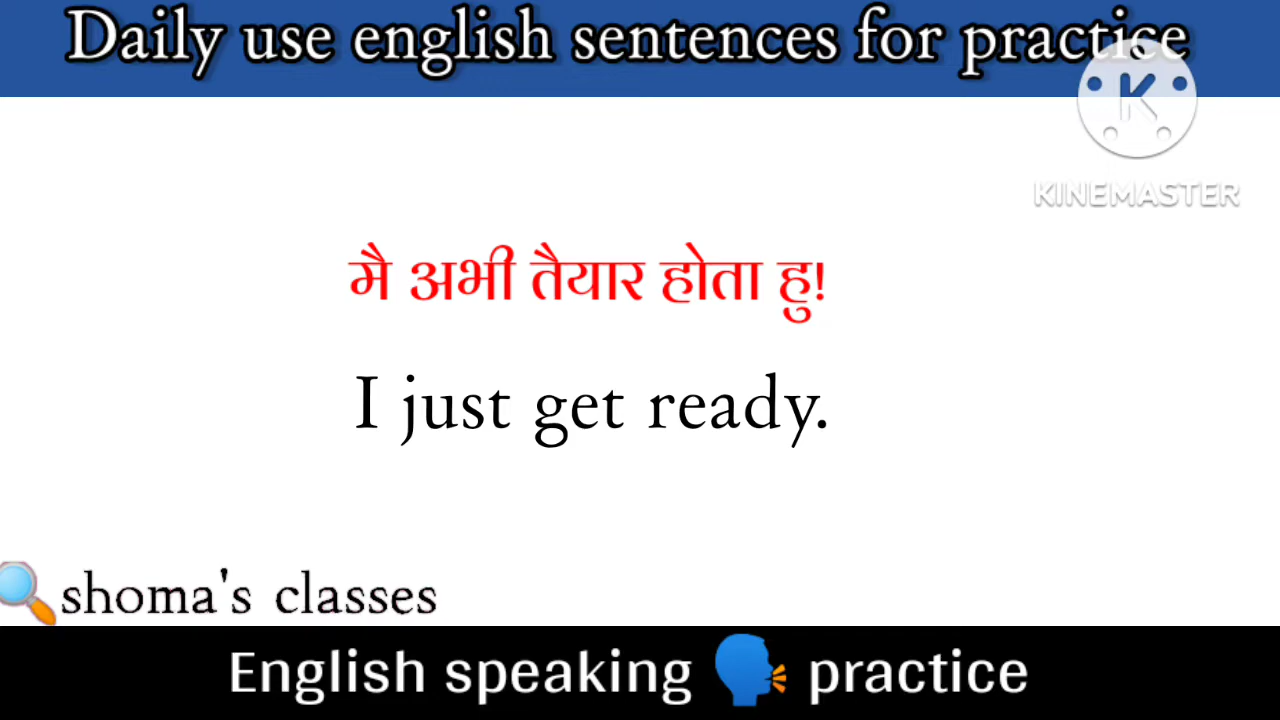 Daily use english sentences for practice
KINEMASTER
मै अभी तैयार होता हु!
I just get ready.
shoma's classes
English speaking practice